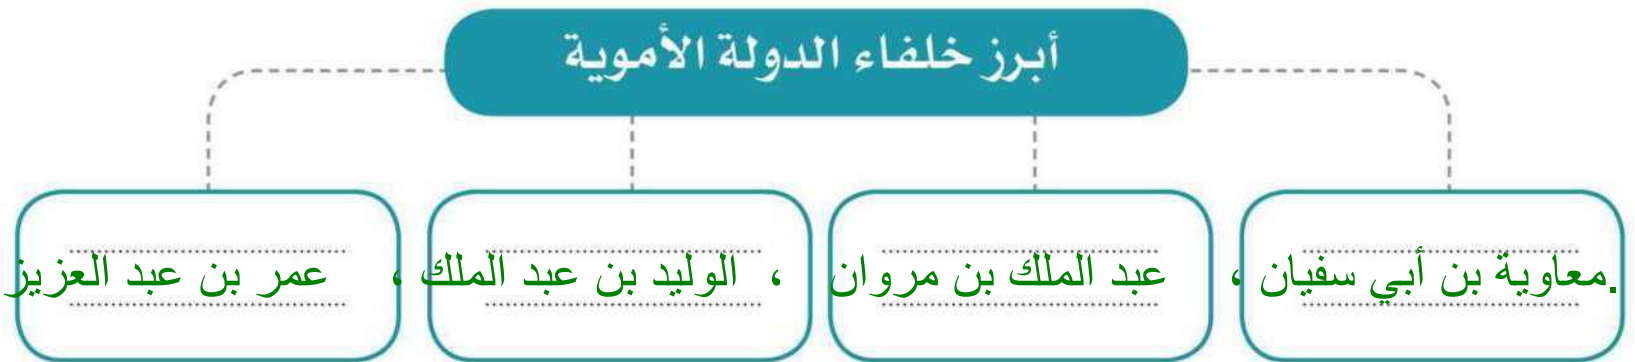 أبرز خلفاء الدولة الأموية
.معاوية بن أبي سفيان ، عبد الملك بن مروان ، الوليد بن عبد الملك ، عمر بن عبد العزيز